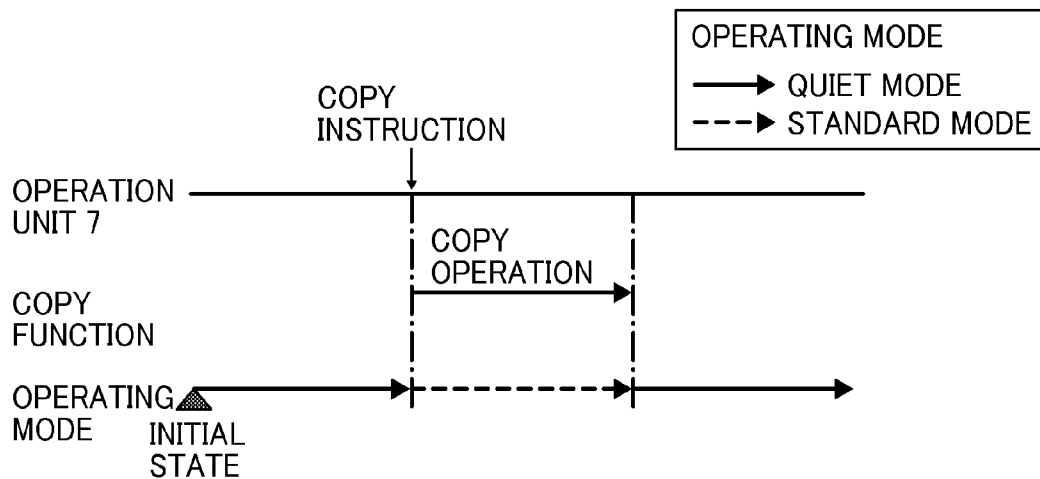 OPERATING MODE
QUIET MODE
STANDARD MODE
COPY
INSTRUCTION
OPERATION
UNIT 7
COPY
OPERATION
COPY
FUNCTION
OPERATING
MODE
INITIAL
STATE